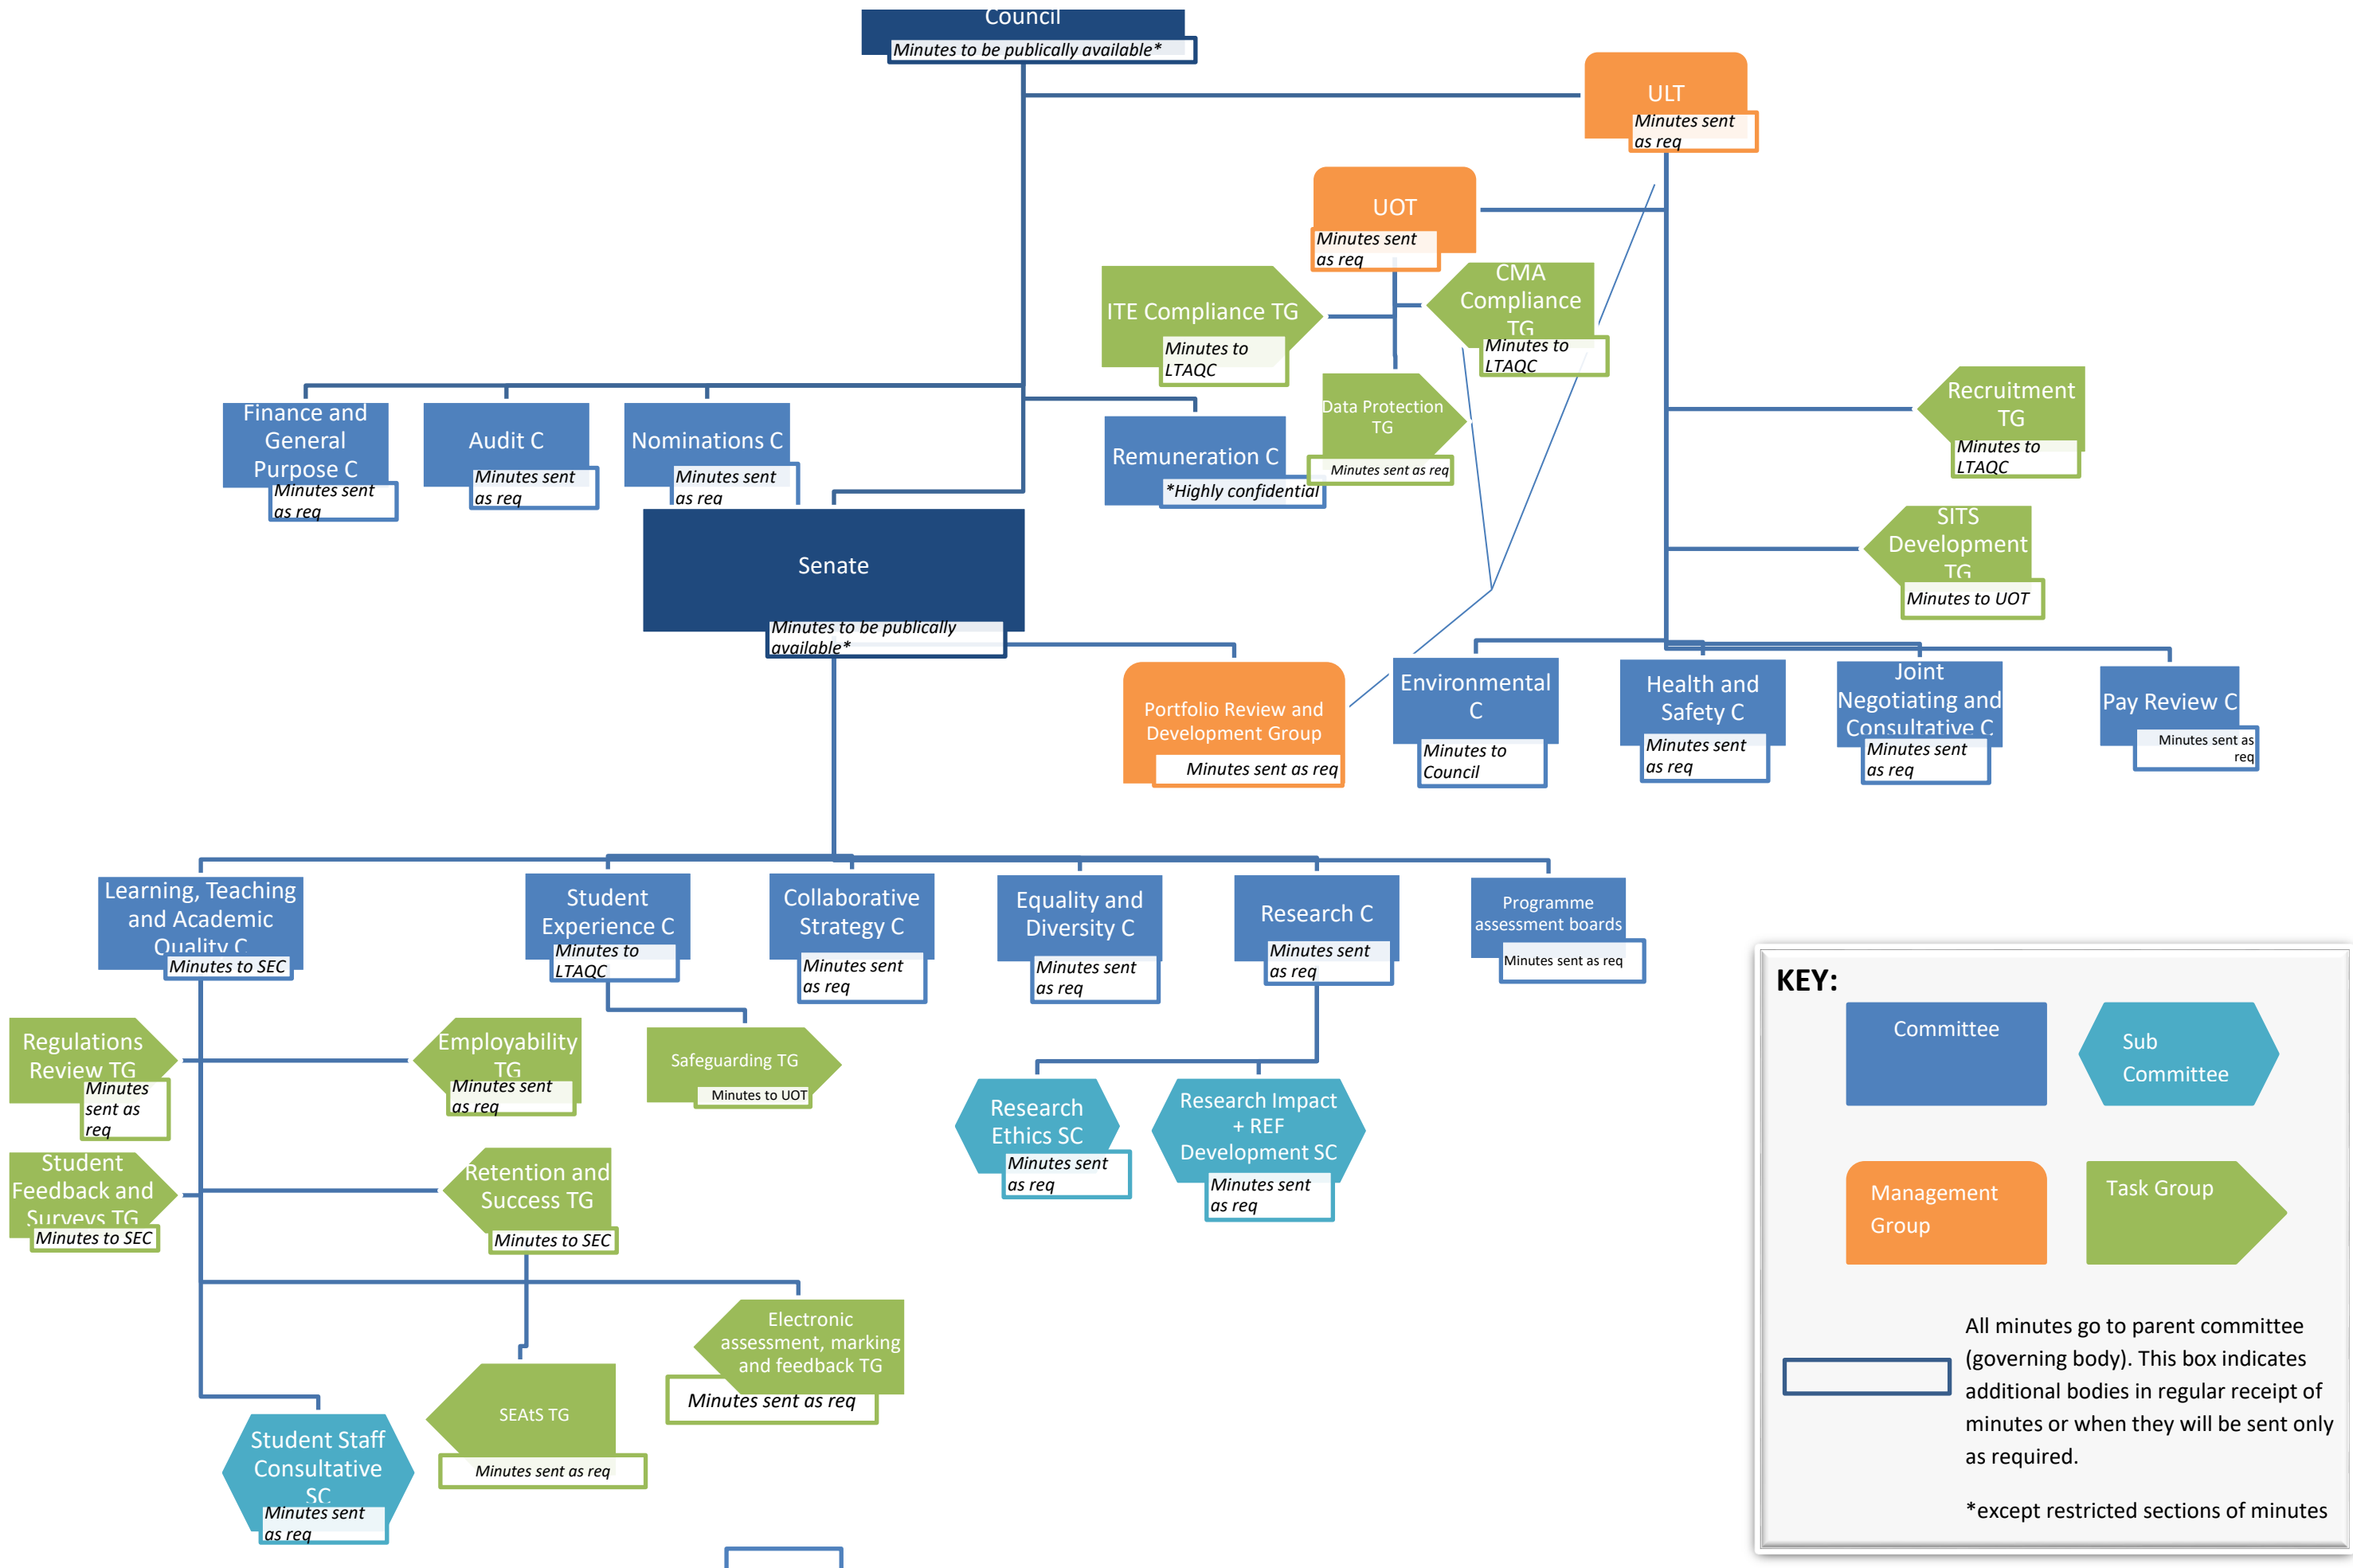 Council
Minutes to be publically available*
ULT
Minutes sent
as req
UOT
Minutes sent
as req
ITE Compliance TG
Minutes to
LTAQC
CMA
Compliance
TG
Minutes to
LTAQC
Data Protection
TG
Minutes sent as req
Recruitment
TG
Minutes to
LTAQC
SITS
Development
TG
Minutes to UOT
Finance and
General
Purpose C
Minutes sent
as req
Audit C
Minutes sent
as req
Nominations C
Minutes sent
as req
Remuneration C
*Highly confidential
Senate
Minutes to be publically
available*
Portfolio Review and
Development Group
Minutes sent as req
Environmental
C
Minutes to
Council
Health and
Safety C
Minutes sent
as req
Joint
Negotiating and
Consultative C
Minutes sent
as req
Pay Review C
Minutes sent as
req
Learning, Teaching
and Academic
Quality C
Minutes to SEC
Student
Experience C
Minutes to
LTAQC
Collaborative
Strategy C
Minutes sent
as req
Equality and
Diversity C
Minutes sent
as req
Research C
Minutes sent
as req
Programme
assessment boards
Minutes sent as req
Regulations
Review TG
Minutes
sent as
req
Employability
TG
Minutes sent
as req
Safeguarding TG
Minutes to UOT
Research
Ethics SC
Minutes sent
as req
Research Impact
+ REF
Development SC
Minutes sent
as req
Student
Feedback and
Surveys TG
Minutes to SEC
Retention and
Success TG
Minutes to SEC
Electronic
assessment, marking
and feedback TG
Minutes sent as req
SEAtS TG
Minutes sent as req
Student Staff
Consultative
SC
Minutes sent
as req
KEY:
Committee
Sub
Committee
Management
Group
Task Group
All minutes go to parent committee
(governing body). This box indicates
additional bodies in regular receipt of
minutes or when they will be sent only
as required.
*except restricted sections of minutes